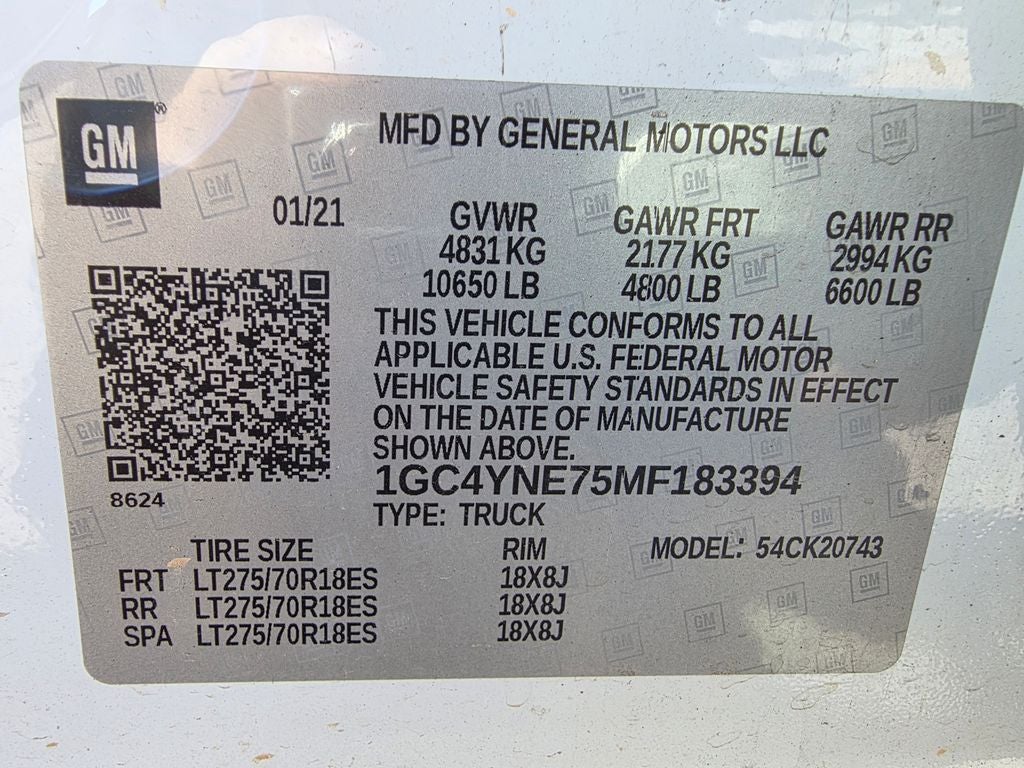 GM®
MFD BY GENERAL MOTORS LLC
01/21
GVWR GAWR FRT GAWR RR
4831 KG 2177 KG 2994 KG
10650 LB 4800 LB 6600 LB
THIS VEHICLE CONFORMS TO ALL
APPLICABLE U.S. FEDERAL MOTOR
VEHICLE SAFETY STANDARDS IN EFFECT
ON THE DATE OF MANUFACTURE
SHOWN ABOVE.
8624
1GC4YNE75MF183394
TYPE: TRUCK
TIRE SIZE RIM MODEL: 54CK20743
FRT LT275/70R18ES 18X8J
RR LT275/70R18ES 18X8J
SPA LT275/70R18ES 18X8J